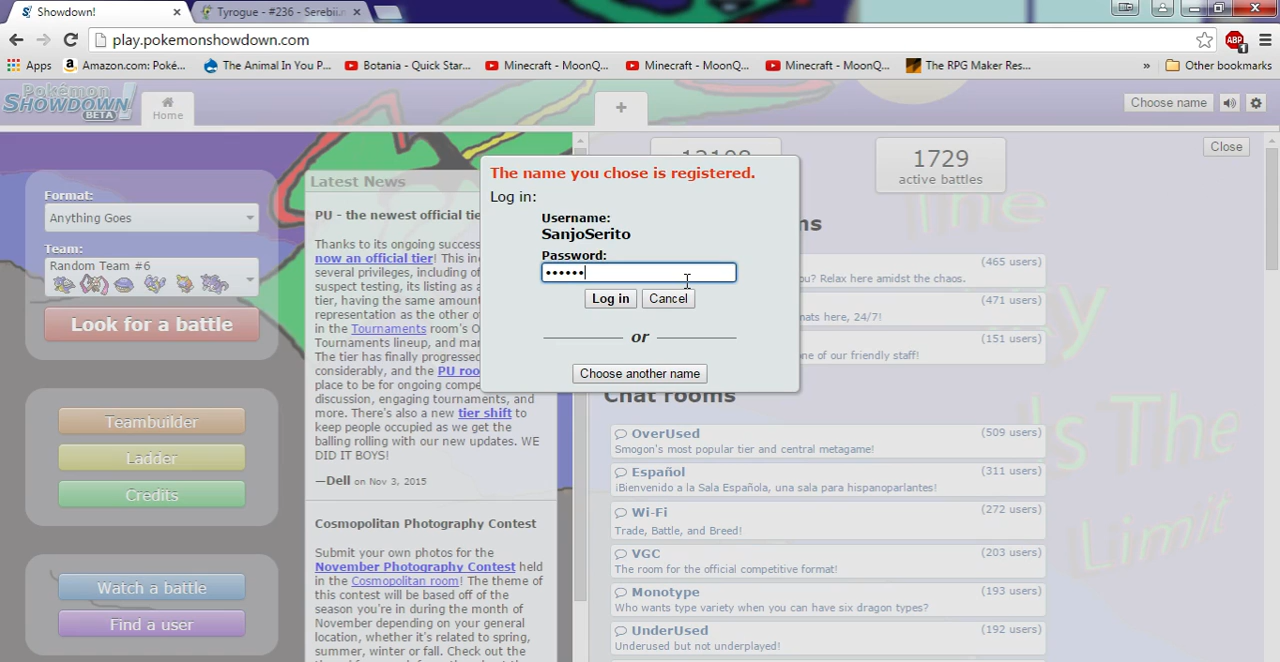 Showdown!
Tyrogue - #236 - Serebii.n
play.pokemonshowdown.com
ABP
1
Apps
Amazon.com: Poké...
The Animal In You P...
Botania - Quick Star...
Minecraft - MoonQ...
Minecraft - MoonQ...
Minecraft - MoonQ...
The RPG Maker Res...
»
Other bookmarks
Pokémon
SHOWDOWN!
BETA
Home
+
Choose name
Format:
Anything Goes
Team:
Random Team #6
Look for a battle
Teambuilder
Ladder
Credits
Watch a battle
Find a user
Latest News
PU - the newest official tie
Thanks to its ongoing succes
now an official tier! This in
several privileges, including o
suspect testing, its listing as a
tier, having the same amount
representation as the other o
in the Tournaments room's O
Tournaments lineup, and mar
The tier has finally progressed
considerably, and the PU roo
place to be for ongoing compe
discussion, engaging tournaments, and
more. There's also a new tier shift to
keep people occupied as we get the
balling rolling with our new updates. WE
DID IT BOYS!
—Dell on Nov 3, 2015
Cosmopolitan Photography Contest
Submit your own photos for the
November Photography Contest held
in the Cosmopolitan room! The theme of
this contest will be based off of the
season you're in during the month of
November depending on your general
location, whether it's related to spring,
summer, winter or fall. Check out the
The name you chose is registered.
Log in:
Username:
SanjoSerito
Password:
••••••
Log in
Cancel
or
Choose another name
1729
active battles
Close
ms
(465 users)
u? Relax here amidst the chaos.
(471 users)
mats here, 24/7!
(151 users)
one of our friendly staff!
Chat rooms
OverUsed
(509 users)
Smogon's most popular tier and central metagame!
Español
(311 users)
¡Bienvenido a la Sala Española, una sala para hispanoparlantes!
Wi-Fi
(272 users)
Trade, Battle, and Breed!
VGC
(203 users)
The room for the official competitive format!
Monotype
(193 users)
Who wants type variety when you can have six dragon types?
UnderUsed
(192 users)
Underused but not underplayed!
The
ky
Is The
Limit